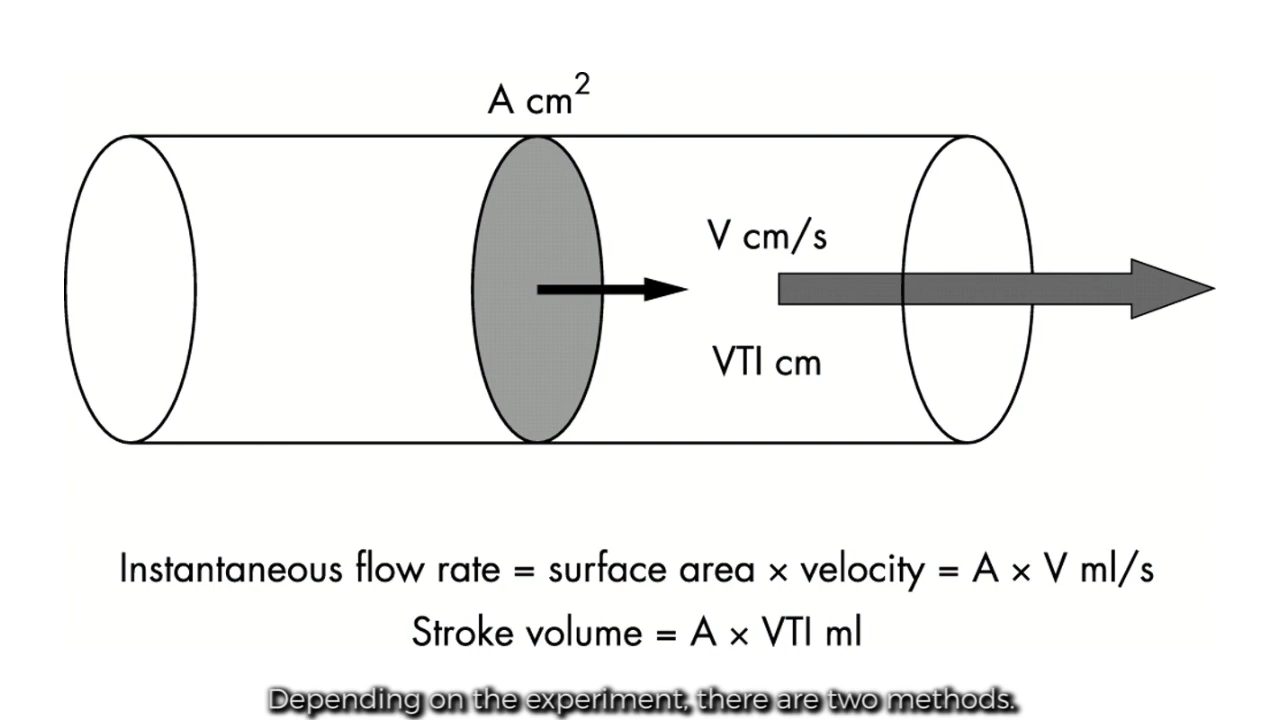 A cm²
V cm/s
VTI cm
Instantaneous flow rate = surface area × velocity = A × V ml/s
Stroke volume = A × VTI ml
Depending on the experiment, there are two methods.